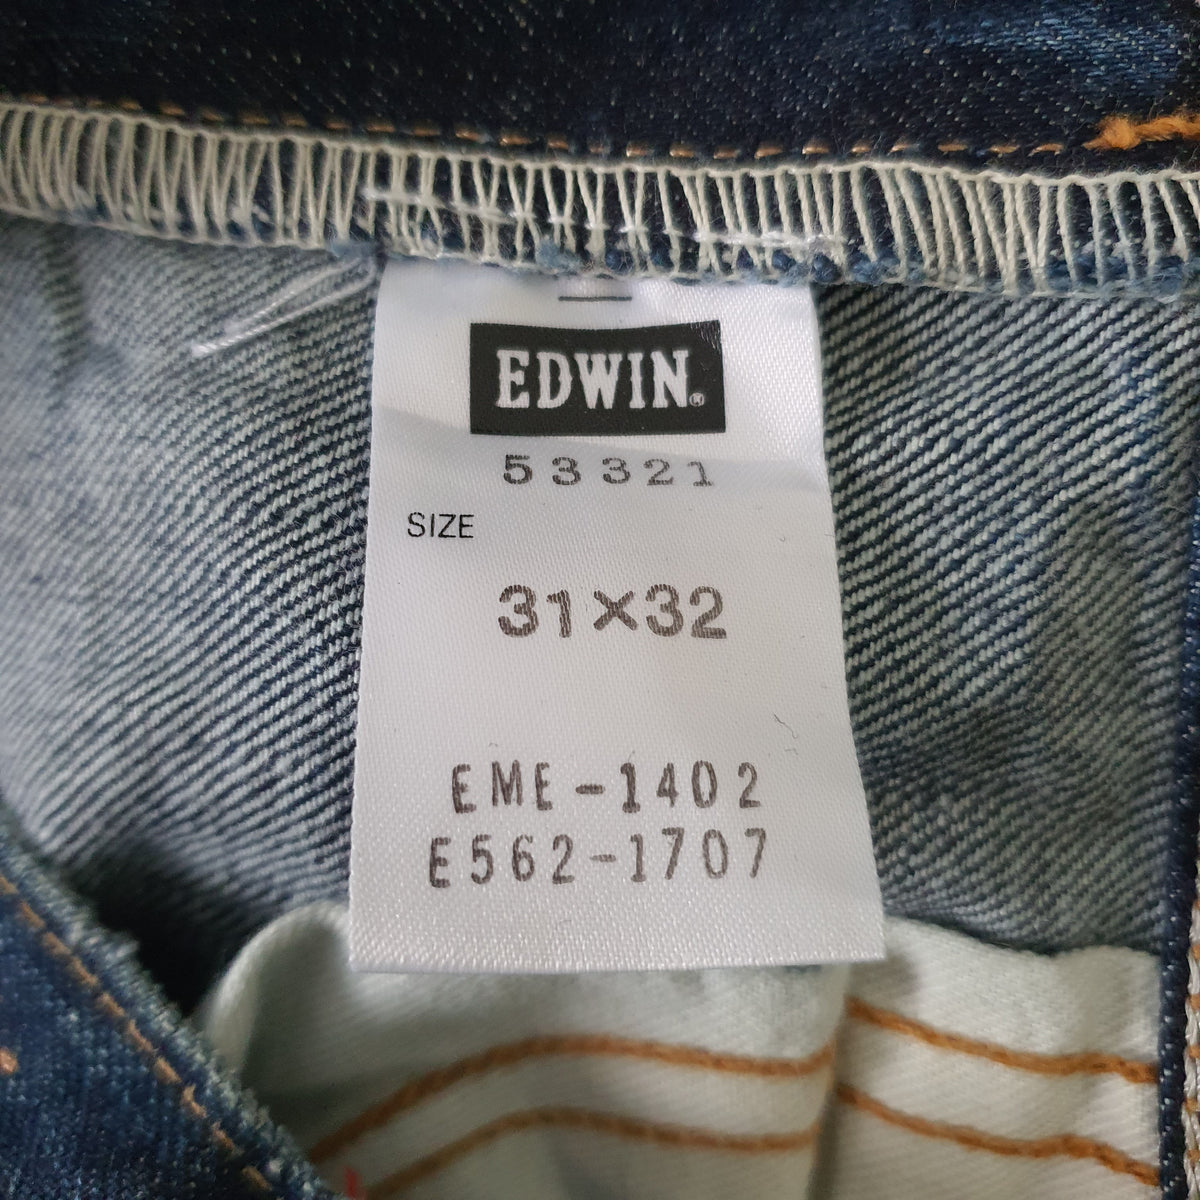 EDWIN®
53321
SIZE
31×32
EME-1402
E562-1707